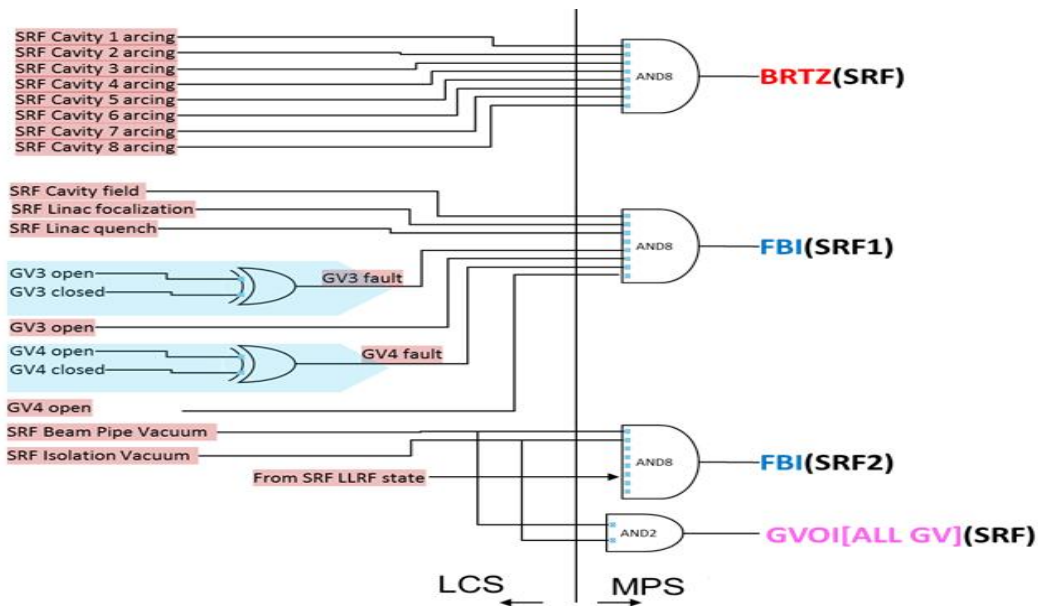 SRF Cavity 1 arcing
SRF Cavity 2 arcing
SRF Cavity 3 arcing
SRF Cavity 4 arcing
SRF Cavity 5 arcing
SRF Cavity 6 arcing
SRF Cavity 7 arcing
SRF Cavity 8 arcing
AND8
BRTZ(SRF)
SRF Cavity field
SRF Linac focalization
SRF Linac quench
AND8
FBI(SRF1)
GV3 open
GV3 closed
GV3 fault
GV3 open
GV4 open
GV4 closed
GV4 fault
GV4 open
SRF Beam Pipe Vacuum
SRF Isolation Vacuum
From SRF LLRF state
AND8
FBI(SRF2)
AND2
GVOI[ALL GV](SRF)
LCS
MPS